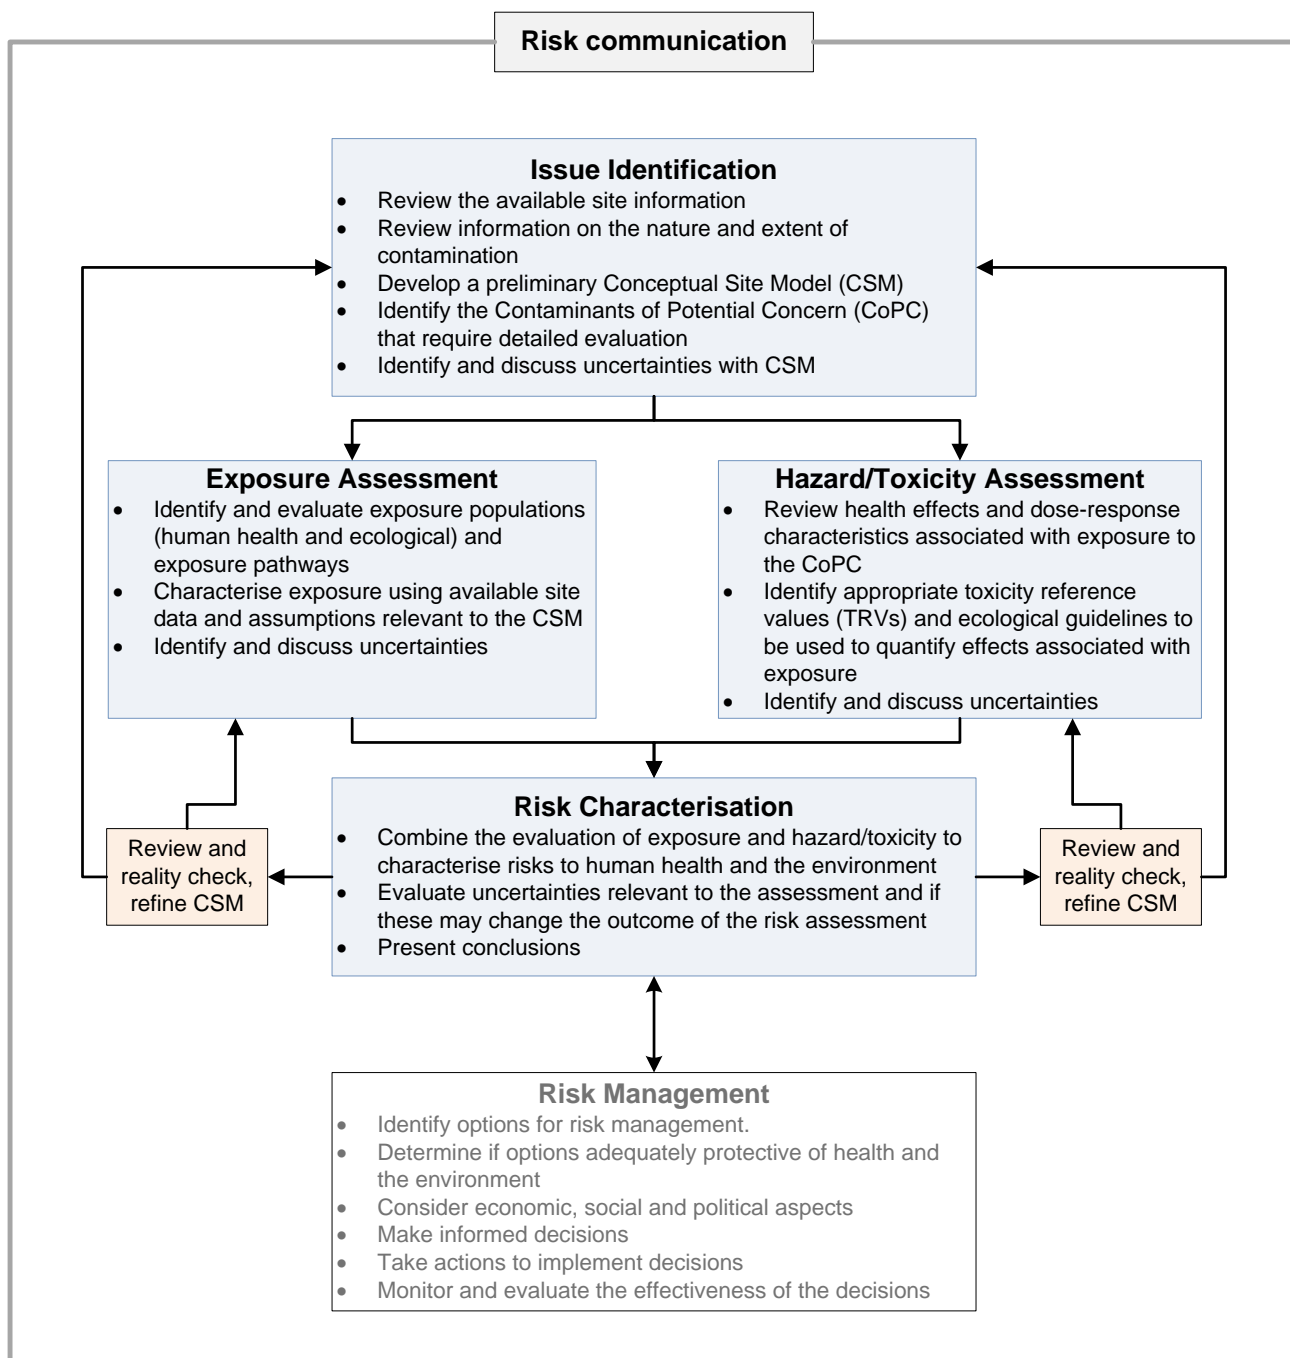 Risk communication
Issue Identification
• Review the available site information
• Review information on the nature and extent of
contamination
• Develop a preliminary Conceptual Site Model (CSM)
• Identify the Contaminants of Potential Concern (CoPC)
that require detailed evaluation
• Identify and discuss uncertainties with CSM
Exposure Assessment
• Identify and evaluate exposure populations
(human health and ecological) and
exposure pathways
• Characterise exposure using available site
data and assumptions relevant to the CSM
• Identify and discuss uncertainties
Hazard/Toxicity Assessment
• Review health effects and dose-response
characteristics associated with exposure to
the CoPC
• Identify appropriate toxicity reference
values (TRVs) and ecological guidelines to
be used to quantify effects associated with
exposure
• Identify and discuss uncertainties
Review and
reality check,
refine CSM
Risk Characterisation
• Combine the evaluation of exposure and hazard/toxicity to
characterise risks to human health and the environment
• Evaluate uncertainties relevant to the assessment and if
these may change the outcome of the risk assessment
• Present conclusions
Review and
reality check,
refine CSM
Risk Management
• Identify options for risk management.
• Determine if options adequately protective of health and
the environment
• Consider economic, social and political aspects
• Make informed decisions
• Take actions to implement decisions
• Monitor and evaluate the effectiveness of the decisions